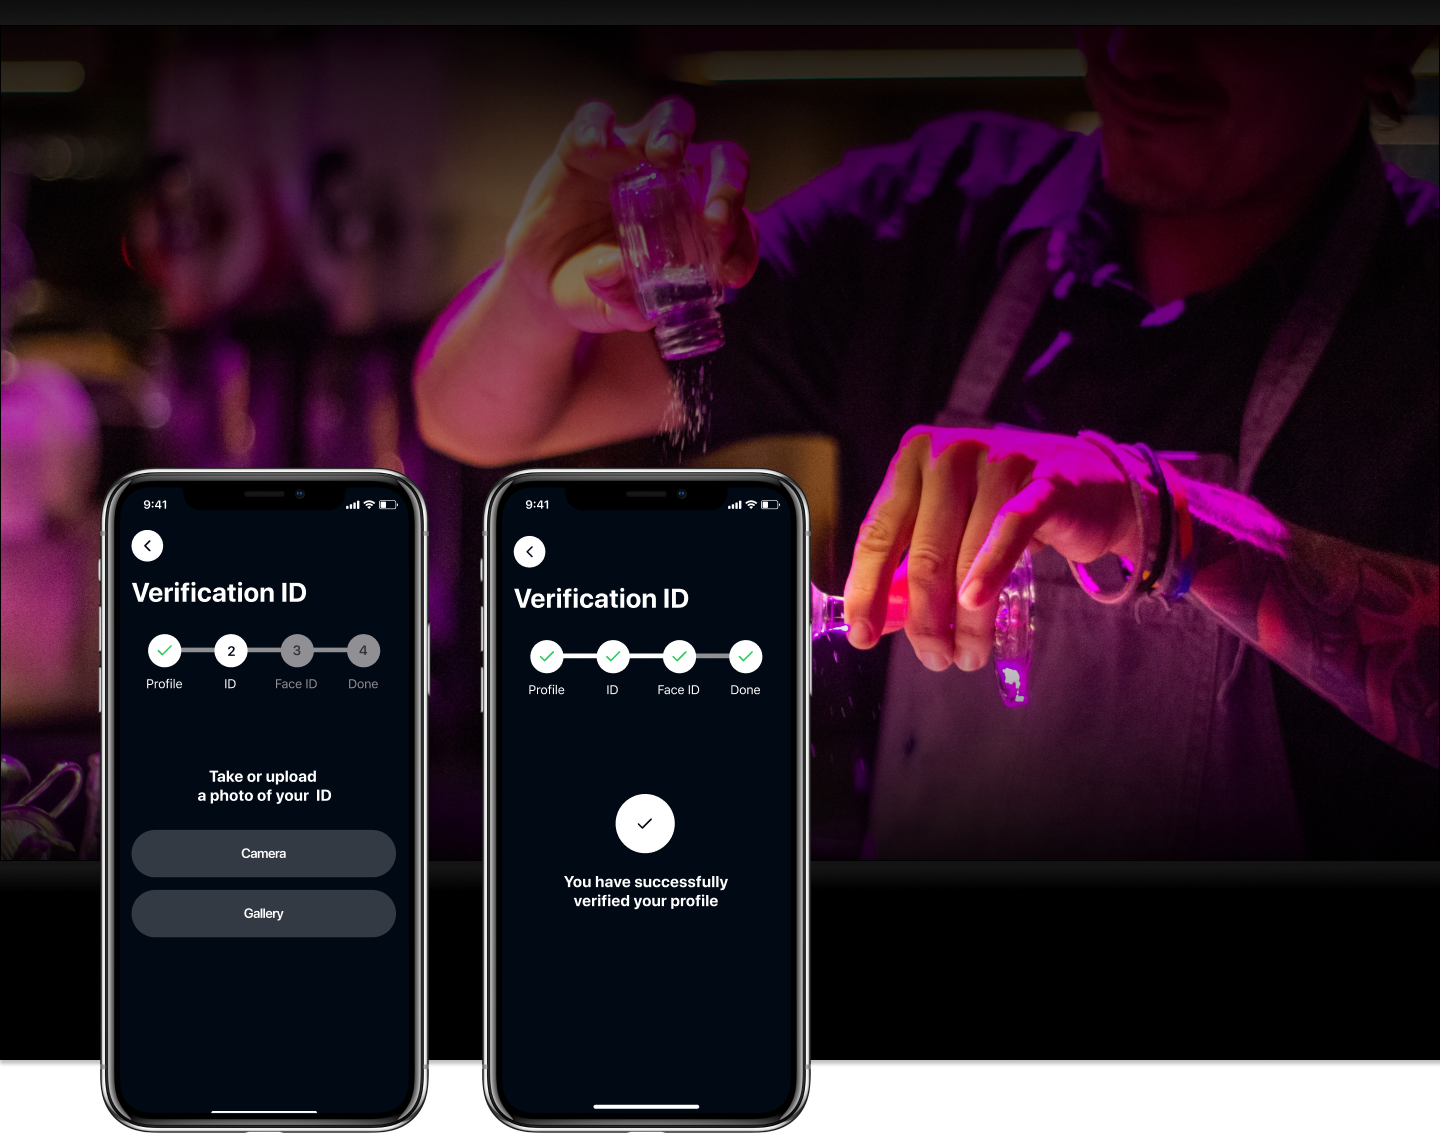 9:41
Verification ID
2 3 4
Profile ID Face ID Done
Take or upload
a photo of your ID
Camera
Gallery
9:41
Verification ID
Profile ID Face ID Done
You have successfully
verified your profile